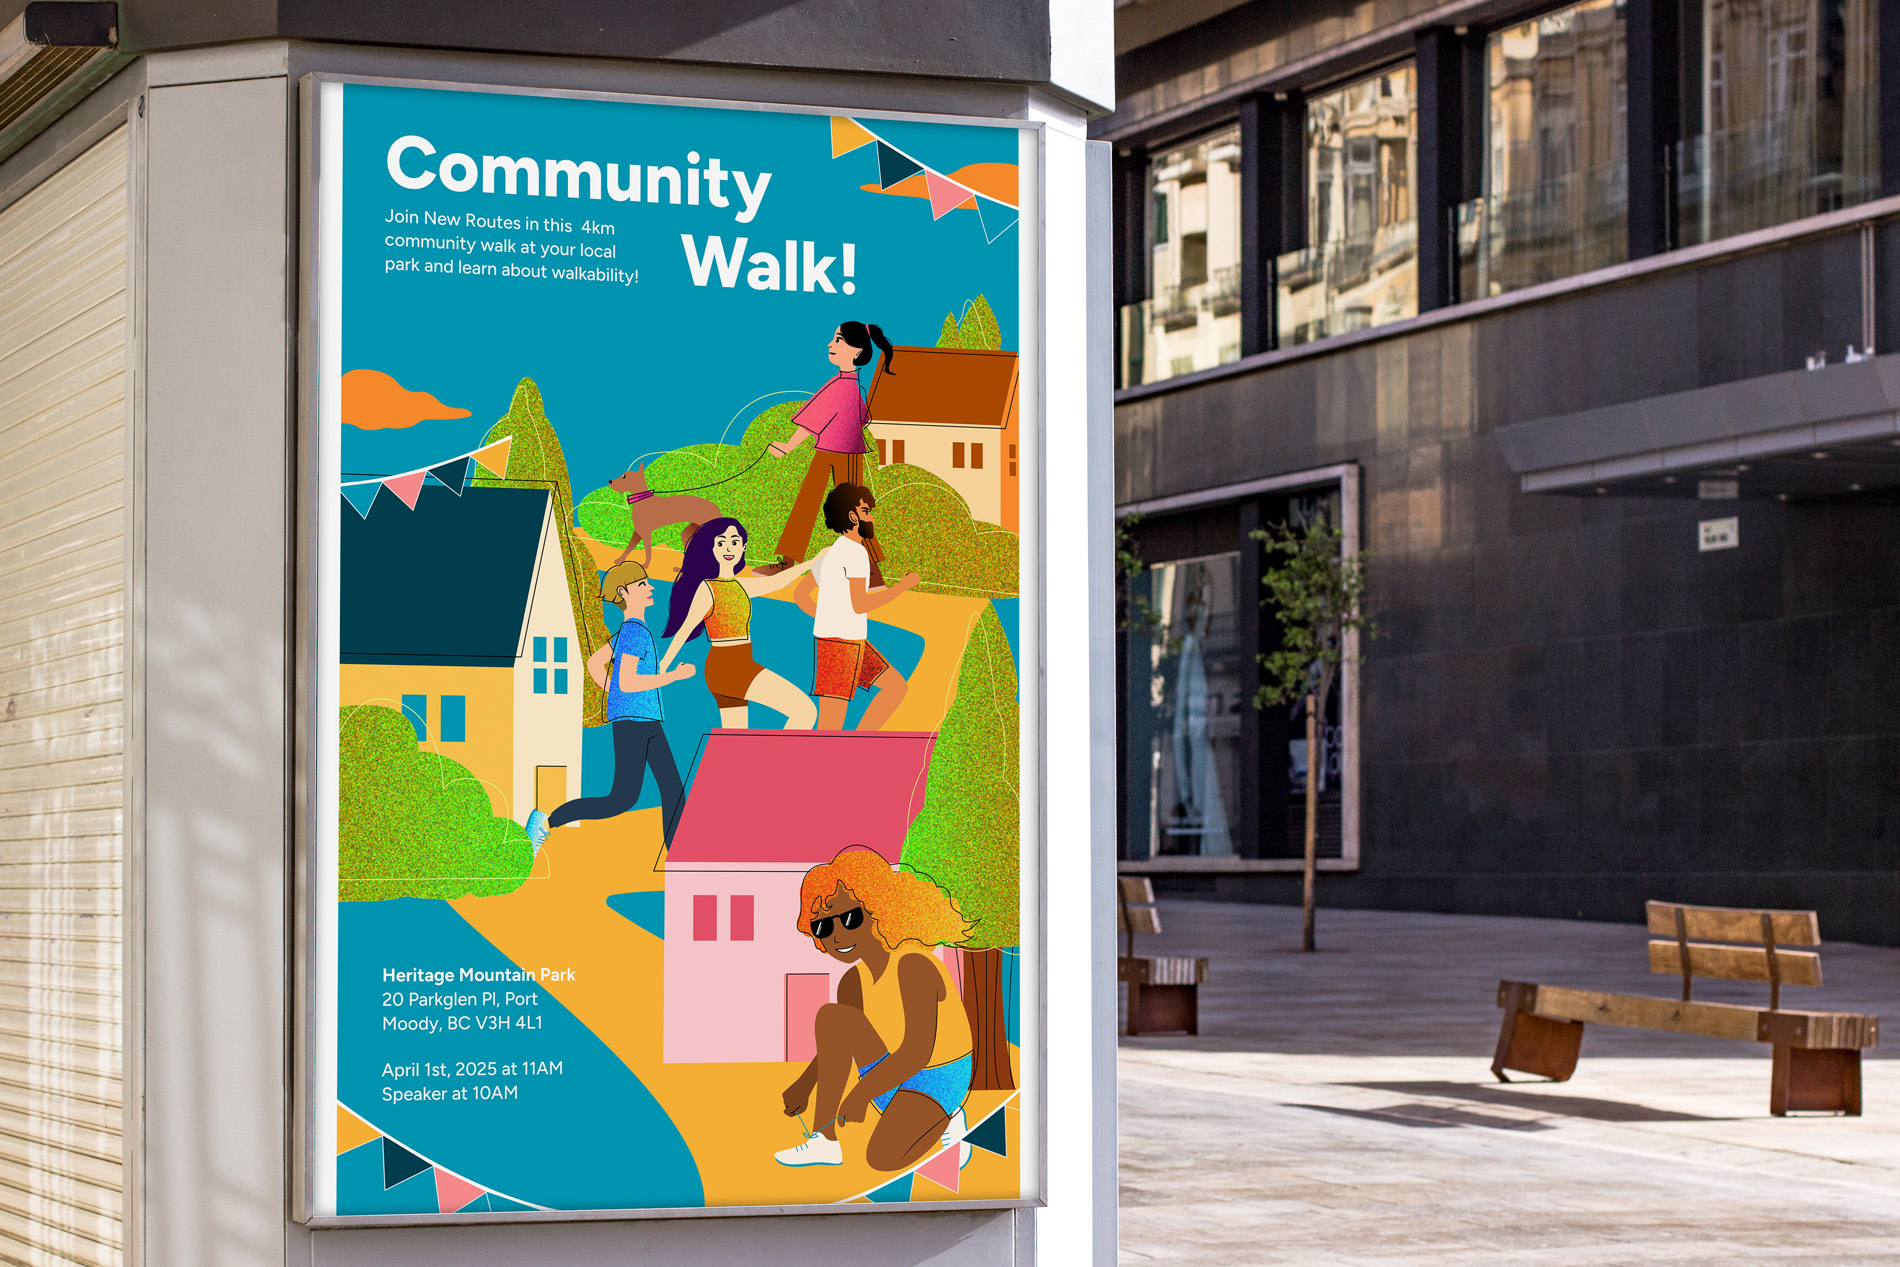 Community
Walk!
Join New Routes in this 4km
community walk at your local
park and learn about walkability!
Heritage Mountain Park
20 Parkglen Pl, Port
Moody, BC V3H 4L1
April 1st, 2025 at 11AM
Speaker at 10AM